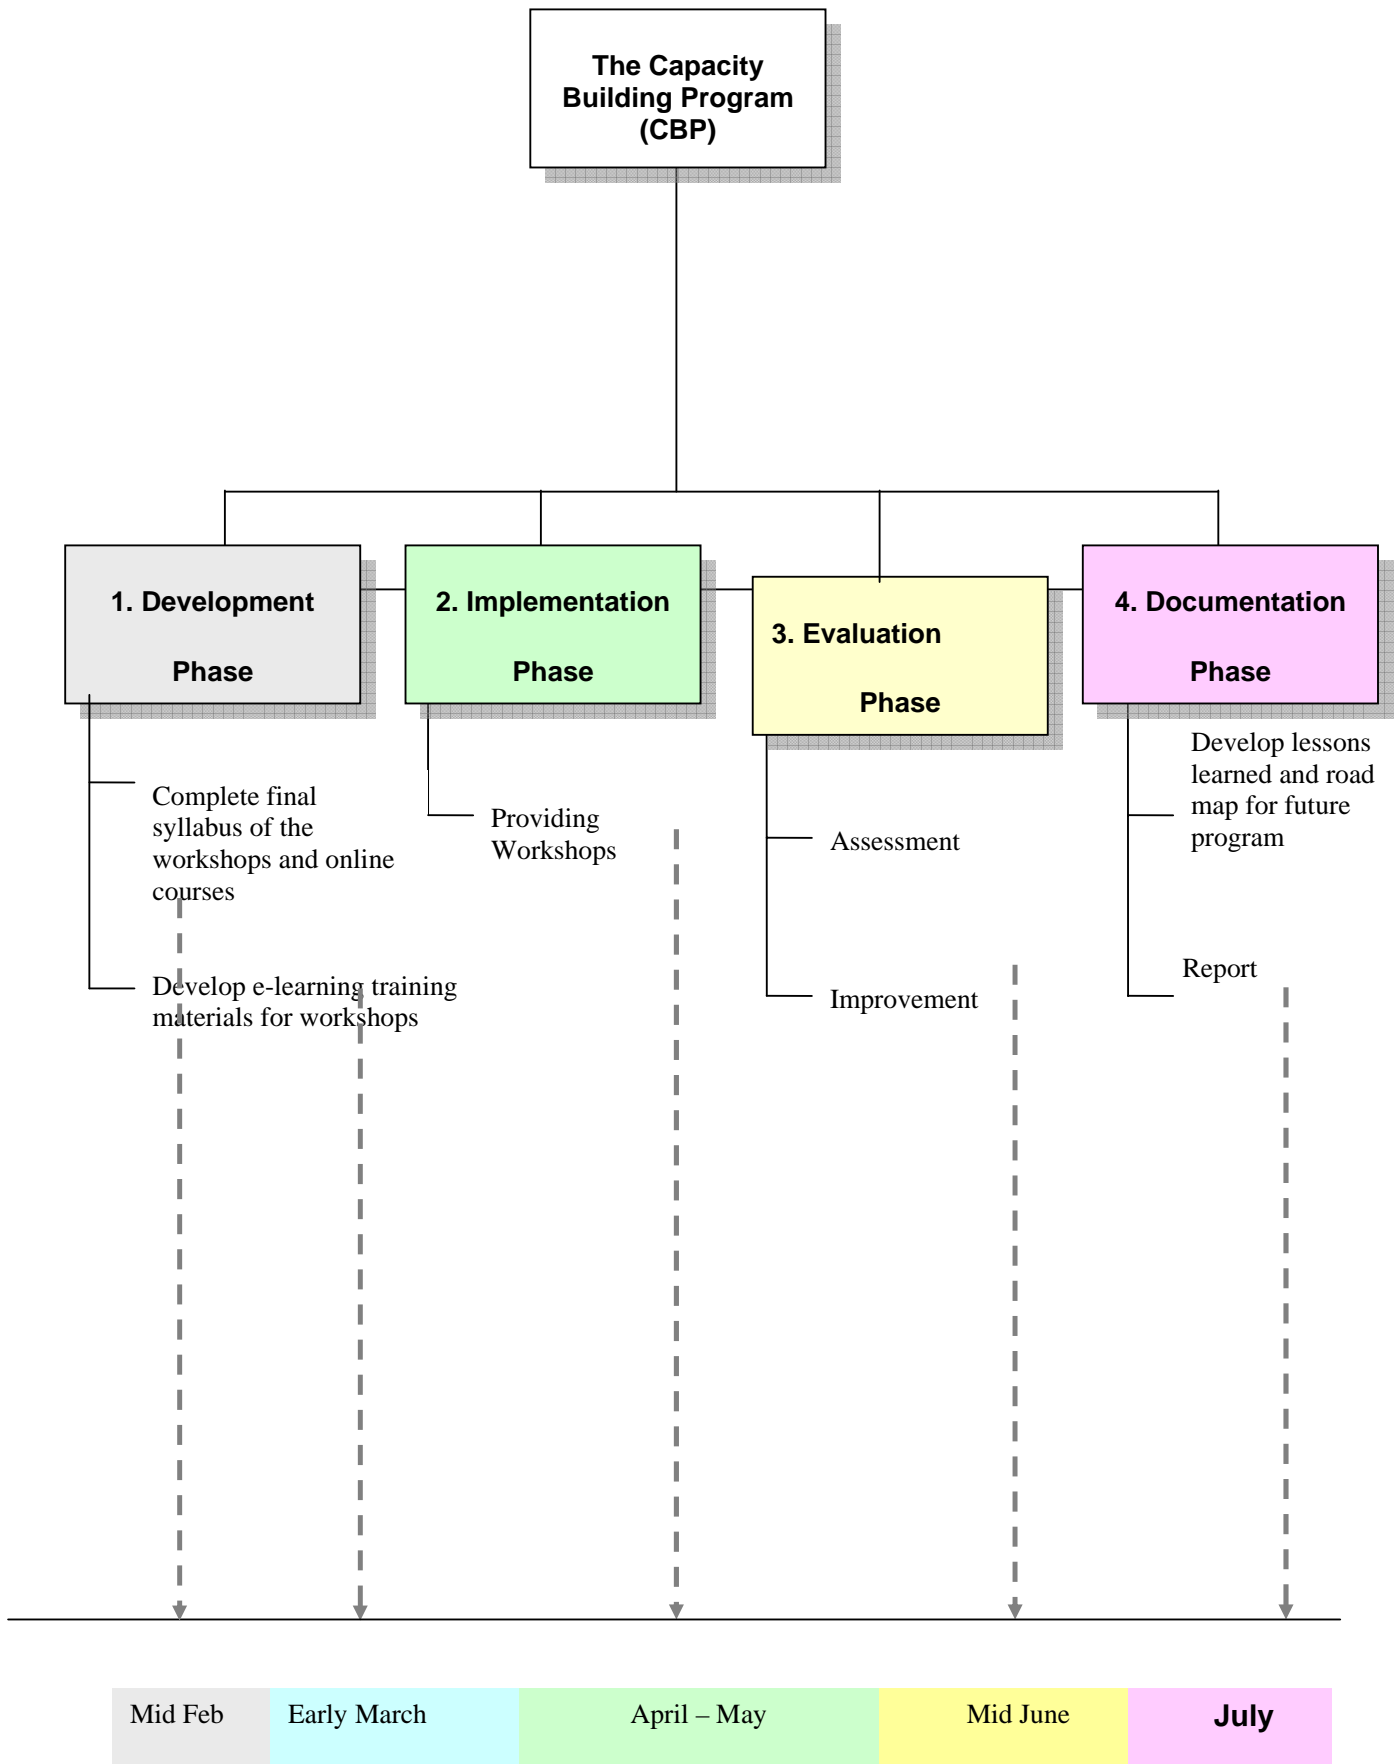 The Capacity
Building Program
(CBP)
1. Development
Phase
2. Implementation
Phase
3. Evaluation
Phase
4. Documentation
Phase
Complete final
syllabus of the
workshops and online
courses
Develop e-learning training
materials for workshops
Providing
Workshops
Assessment
Improvement
Develop lessons
learned and road
map for future
program
Report
Mid Feb
Early March
April – May
Mid June
July